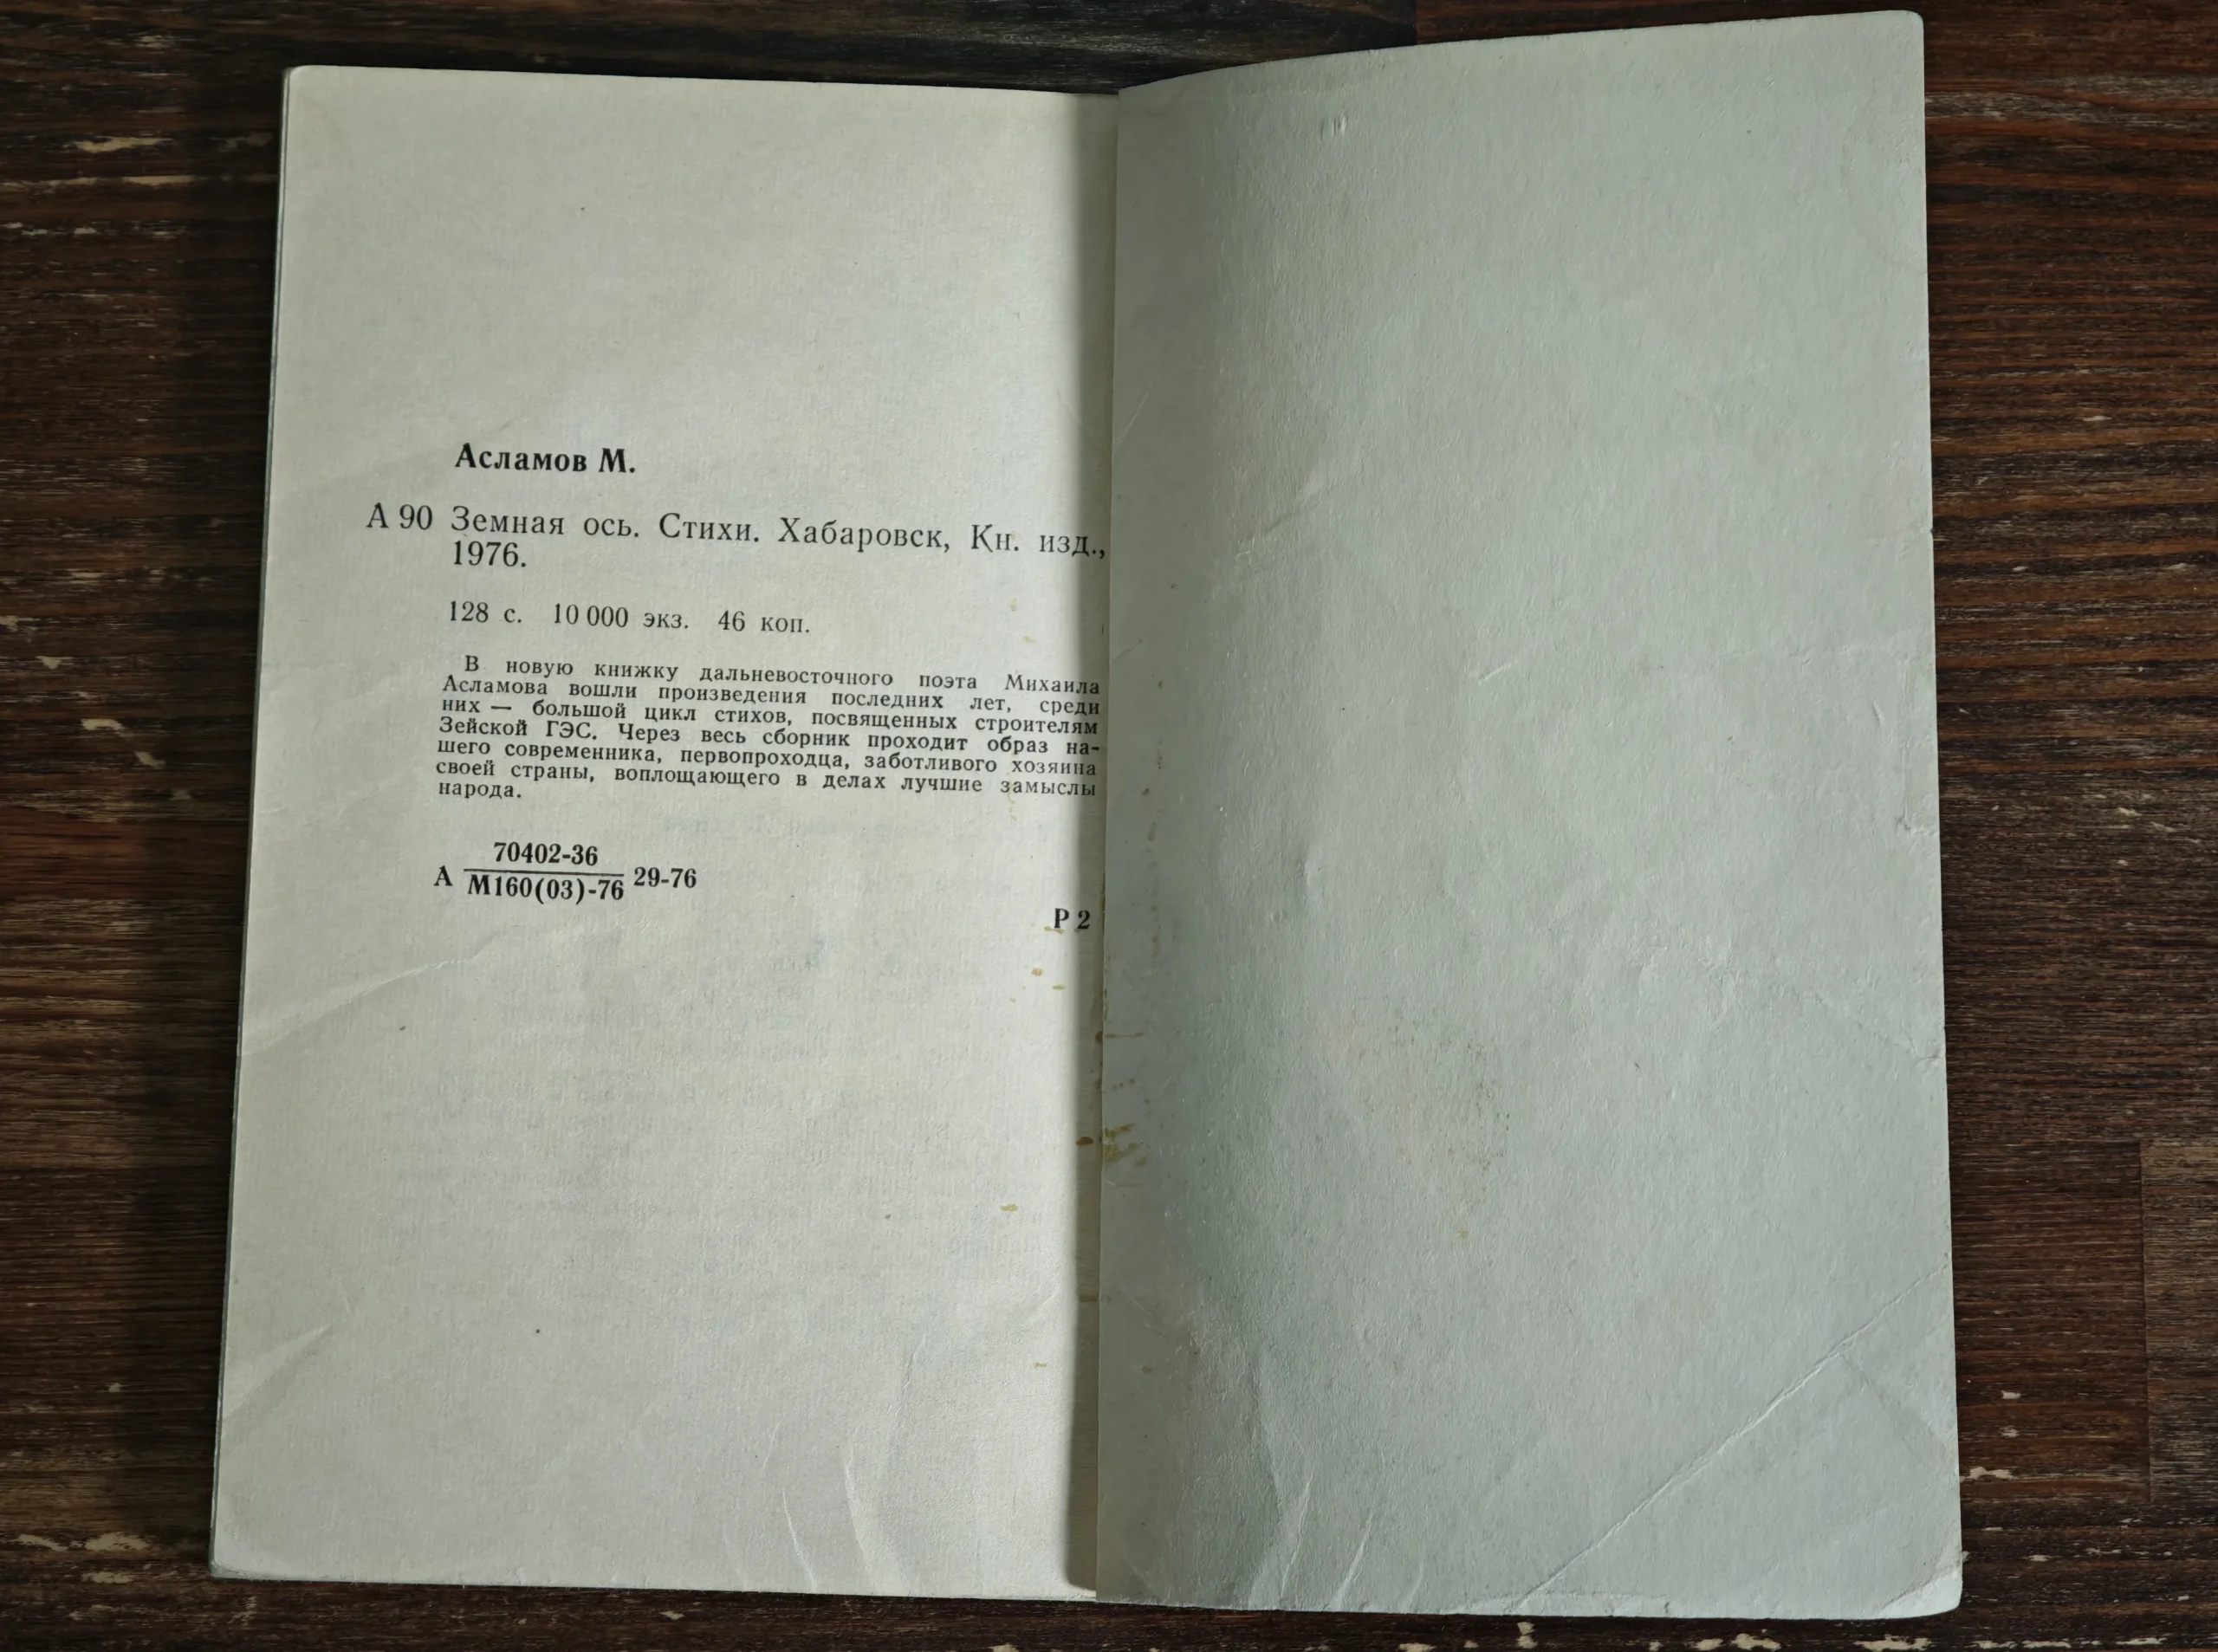 Асламов М.
А 90 Земная ось. Стихи. Хабаровск, Кн. изд.,
1976.
128 с. 10 000 экз. 46 коп.
В новую книжку дальневосточного поэта Михаила
Асламова вошли произведения последних лет, среди
них — большой цикл стихов, посвященных строителям
Зейской ГЭС. Через весь сборник проходит образ на-
шего современника, первопроходца, заботливого хозяина
своей страны, воплощающего в делах лучшие замыслы
народа.
70402-36
А 29-76
М160(03)-76
Р 2